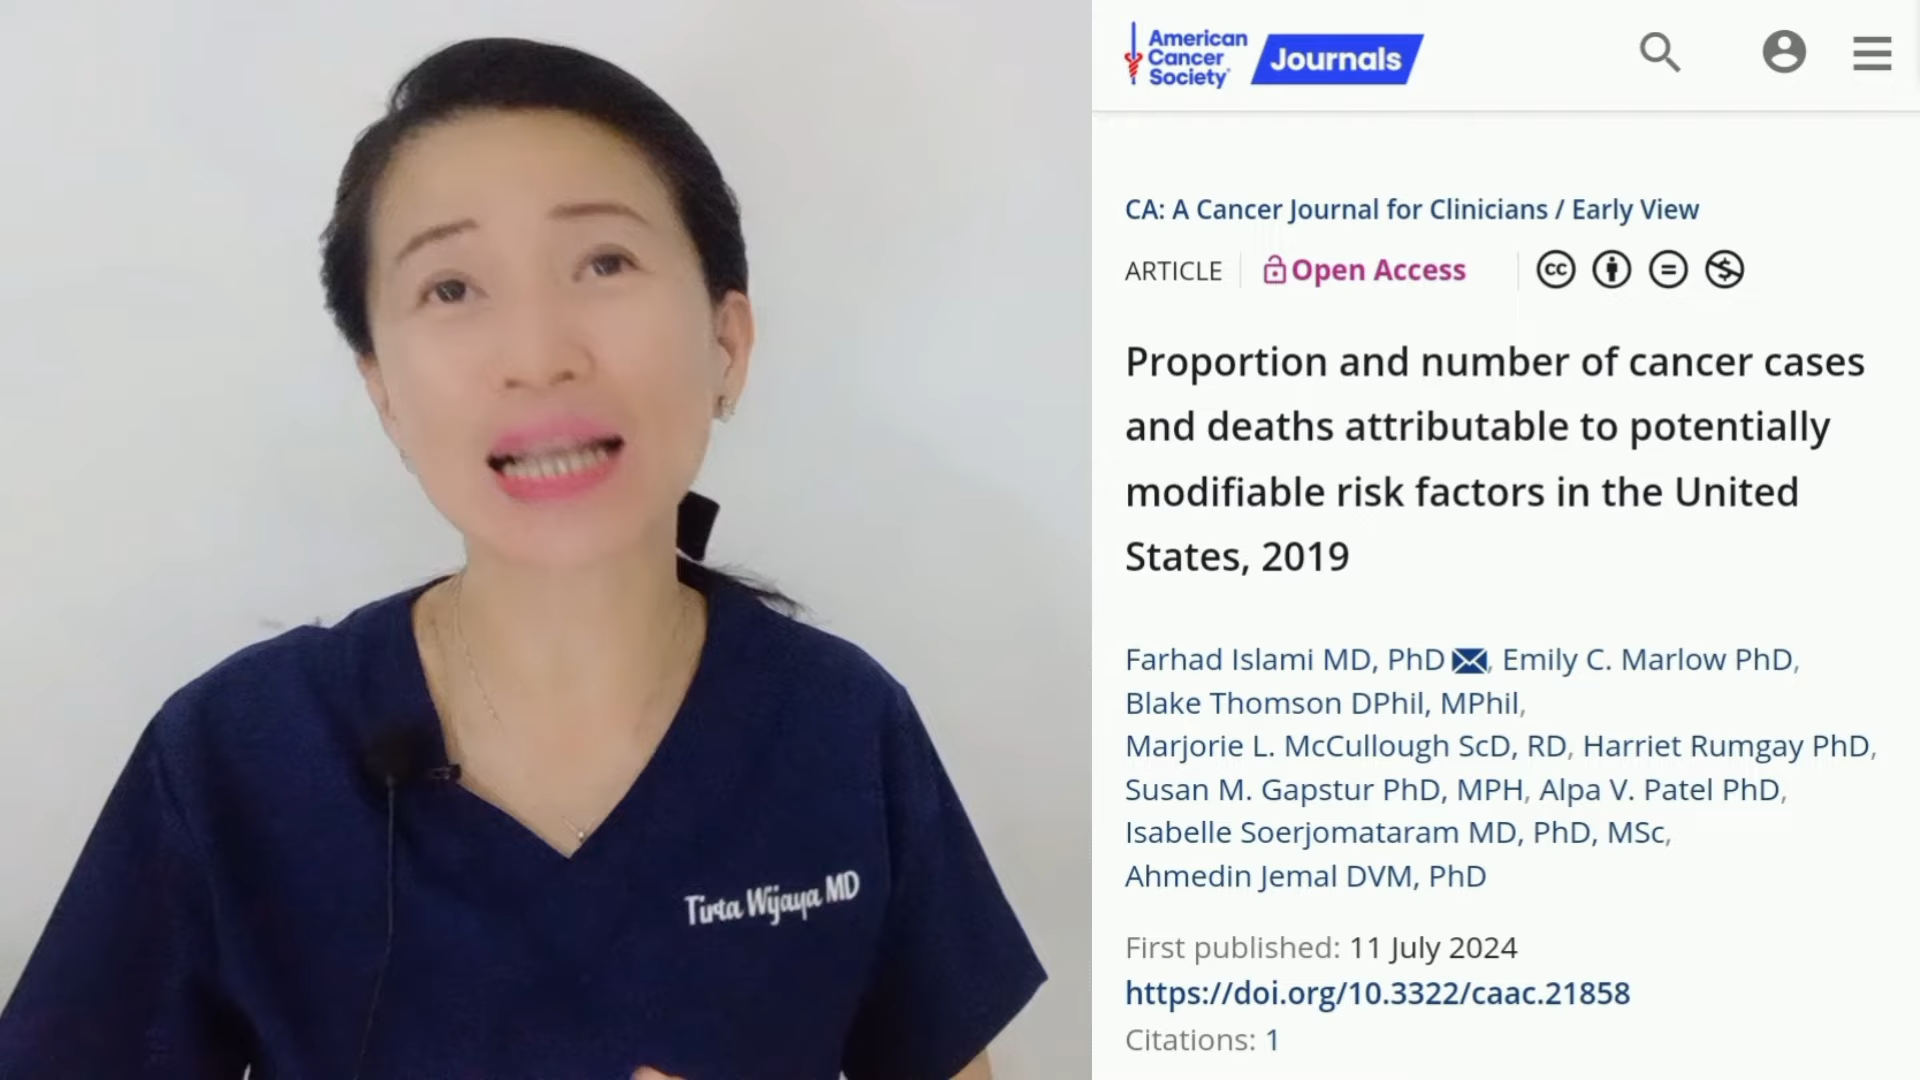 Tirta Wijaya MD
American
Cancer
Society
Journals
CA: A Cancer Journal for Clinicians / Early View
ARTICLE
Open Access
cc
Proportion and number of cancer cases
and deaths attributable to potentially
modifiable risk factors in the United
States, 2019
Farhad Islami MD, PhD, Emily C. Marlow PhD,
Blake Thomson DPhil, MPhil,
Marjorie L. McCullough ScD, RD, Harriet Rumgay PhD,
Susan M. Gapstur PhD, MPH, Alpa V. Patel PhD,
Isabelle Soerjomataram MD, PhD, MSc,
Ahmedin Jemal DVM, PhD
First published: 11 July 2024
https://doi.org/10.3322/caac.21858
Citations: 1